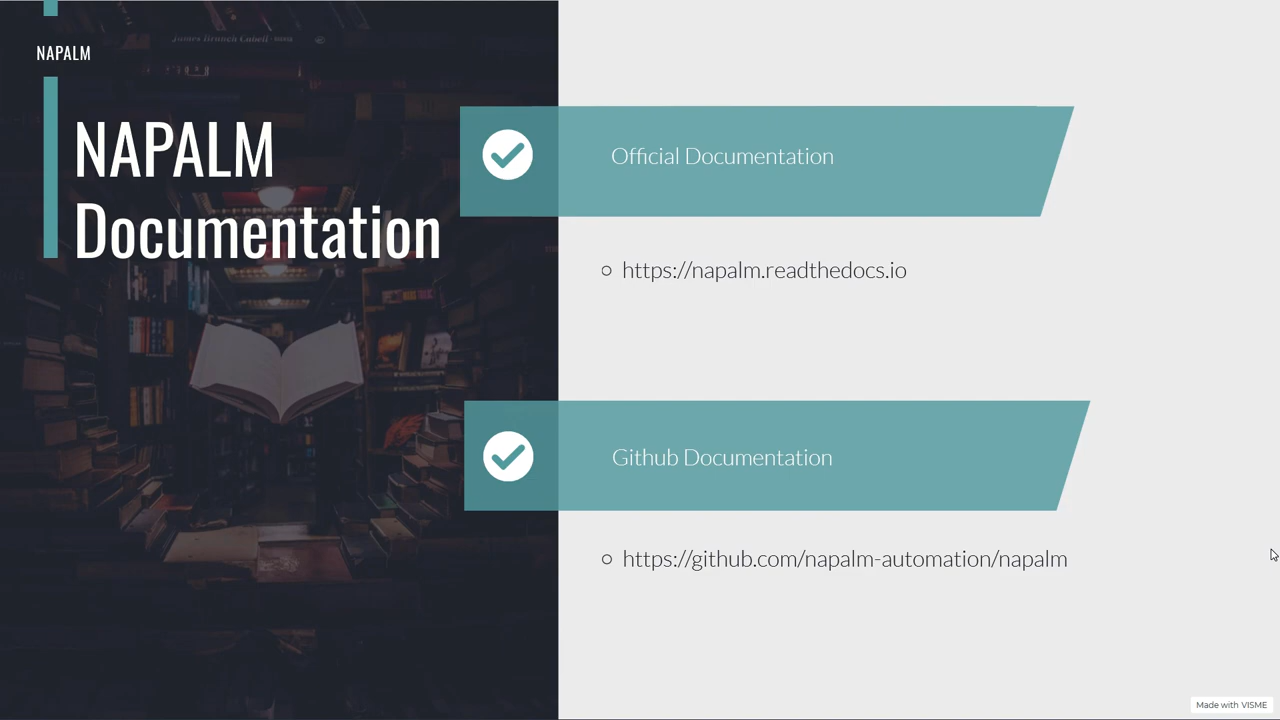 NAPALM
NAPALM
Documentation
Official Documentation
https://napalm.readthedocs.io
Github Documentation
https://github.com/napalm-automation/napalm
Made with VISME